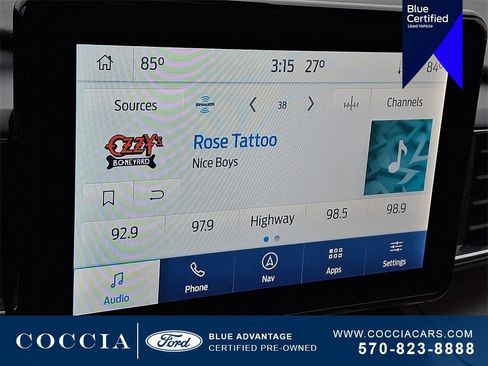 Blue
Certified
Used Vehicle
85° 3:15 27° 84°
Sources
SIRIUSXM
38
Channels
OZZY'S
BONEYARD
Rose Tattoo
Nice Boys
92.9 97.9 Highway 98.5 98.9
Audio Phone Nav Apps Settings
COCCIA Ford BLUE ADVANTAGE
CERTIFIED PRE-OWNED
WWW.COCCIACARS.COM
570-823-8888